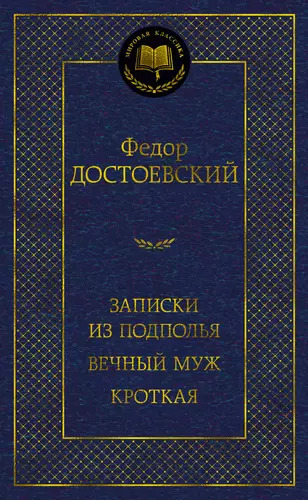 МИРОВАЯ КЛАССИКА
Федор
ДОСТОЕВСКИЙ
ЗАПИСКИ
ИЗ ПОДПОЛЬЯ
ВЕЧНЫЙ МУЖ
КРОТКАЯ